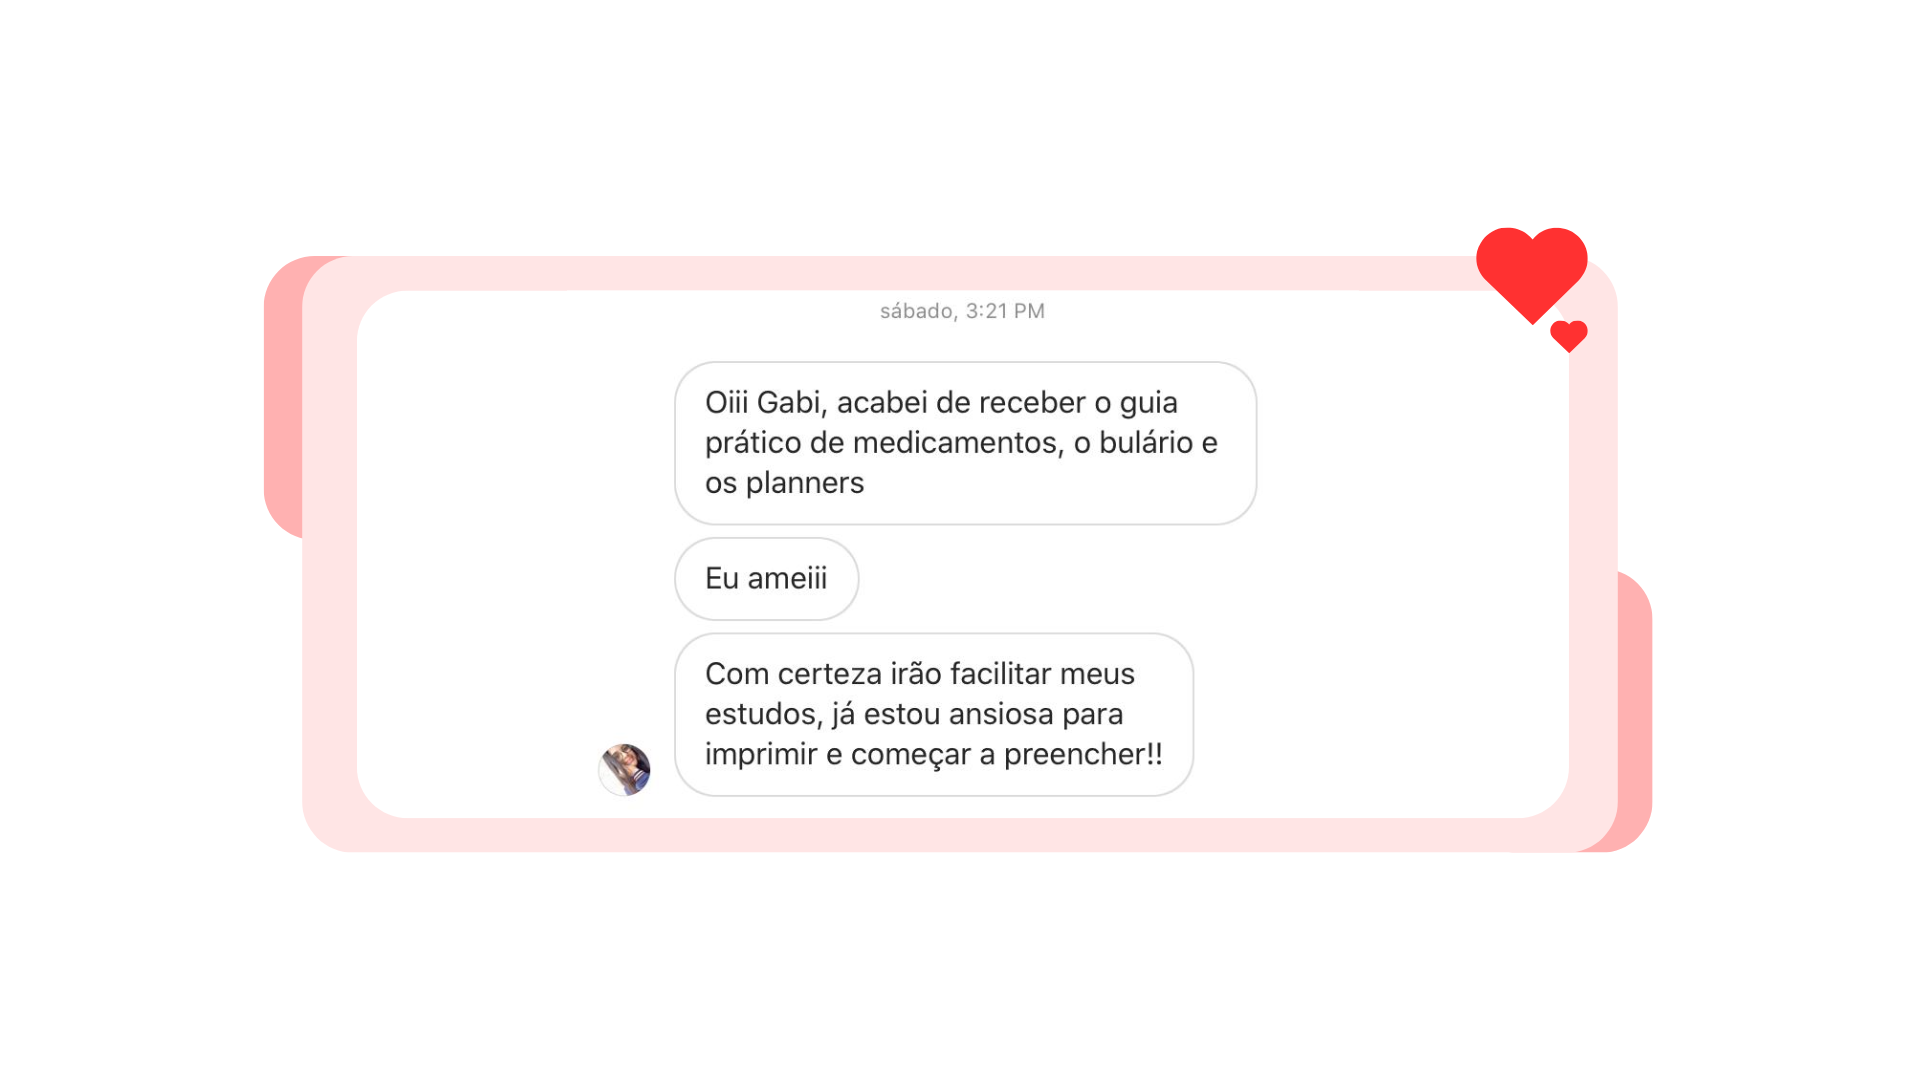 sábado, 3:21 PM
Oiii Gabi, acabei de receber o guia
prático de medicamentos, o bulário e
os planners
Eu ameiii
Com certeza irão facilitar meus
estudos, já estou ansiosa para
imprimir e começar a preencher!!